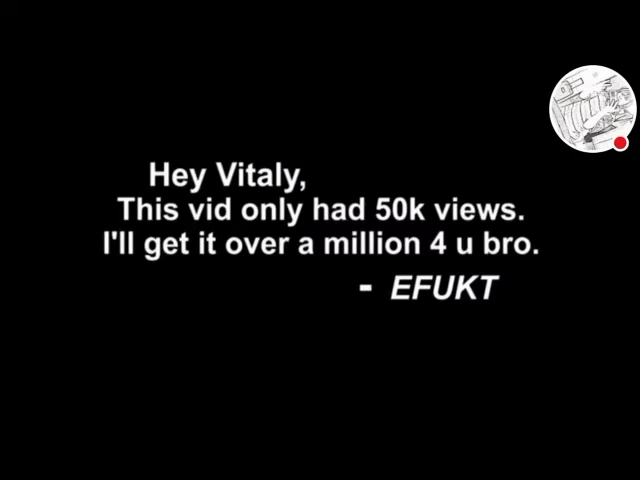 Hey Vitaly,
This vid only had 50k views.
I'll get it over a million 4 u bro.
- EFUKT